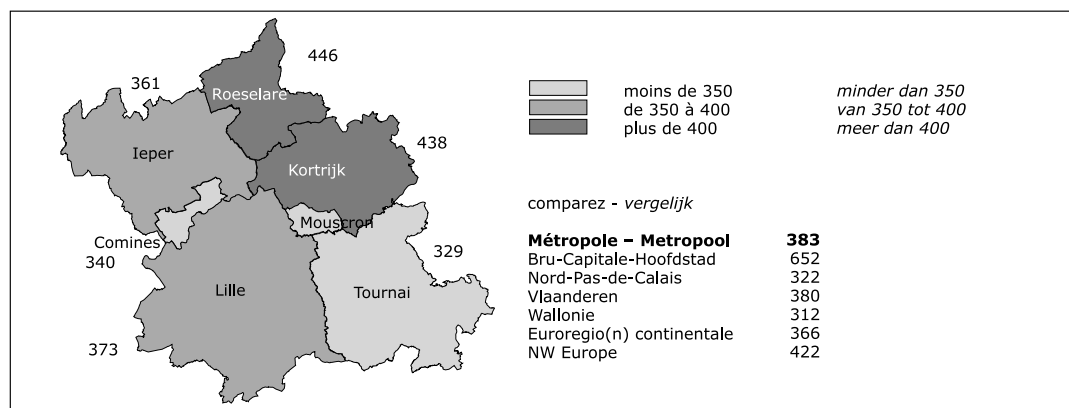 446
361
Roeselare
438
Ieper
Kortrijk
Mouscron
Comines
340
329
Lille
Tournai
373
moins de 350 minder dan 350
de 350 à 400 van 350 tot 400
plus de 400 meer dan 400
comparez - vergelijk
Métropole – Metropool 383
Bru-Capitale-Hoofdstad 652
Nord-Pas-de-Calais 322
Vlaanderen 380
Wallonie 312
Euroregio(n) continentale 366
NW Europe 422